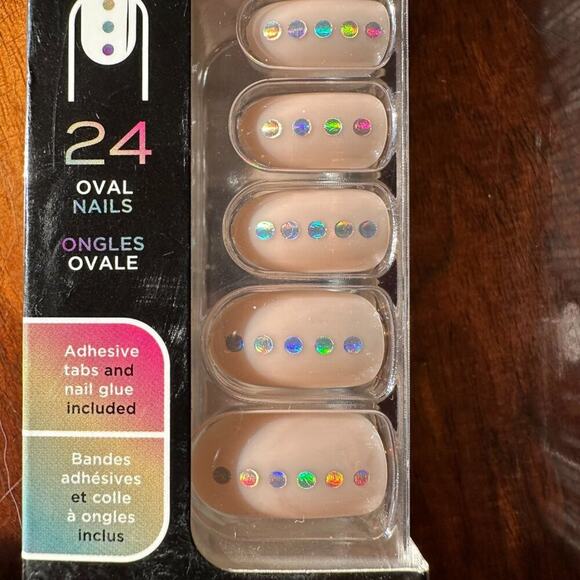 24
OVAL
NAILS
ONGLES
OVALE
Adhesive
tabs and
nail glue
included
Bandes
adhésives
et colle
à ongles
inclus